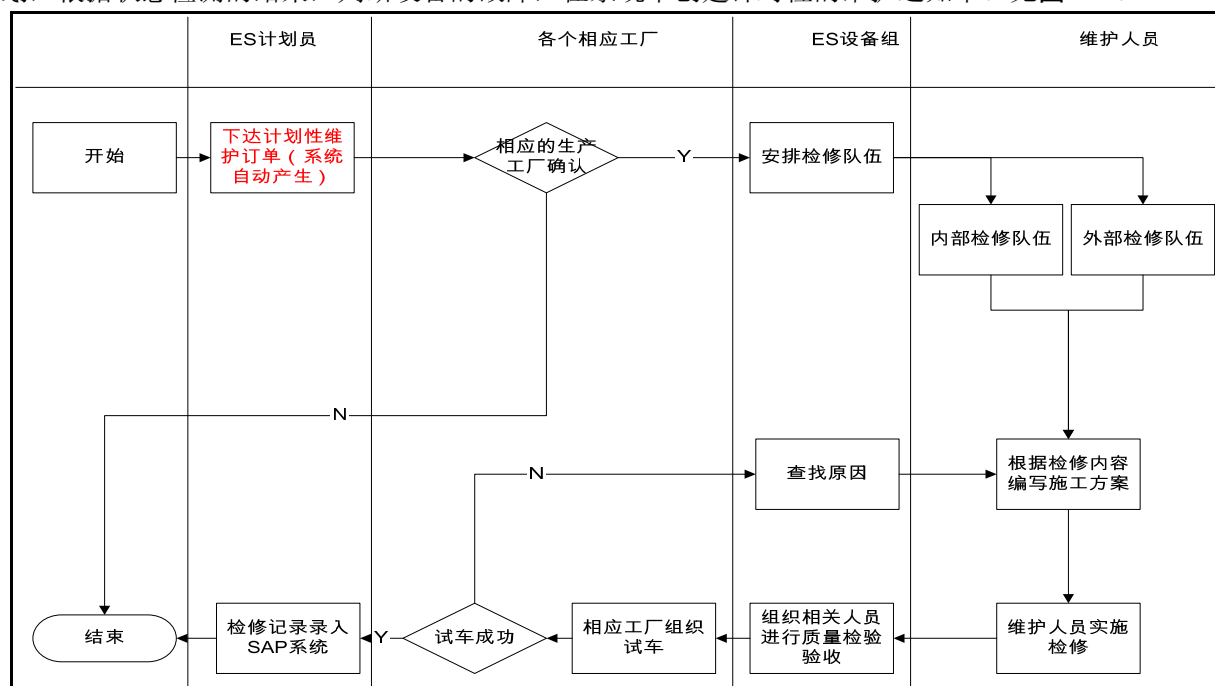 ES计划员
各个相应工厂
ES设备组
维护人员
开始
下达计划性维
护订单（系统
自动产生）
相应的生产
工厂确认
Y
安排检修队伍
内部检修队伍
外部检修队伍
N
N
查找原因
根据检修内容
编写施工方案
结束
检修记录录入
SAP系统
Y
试车成功
相应工厂组织
试车
组织相关人员
进行质量检验
验收
维护人员实施
检修